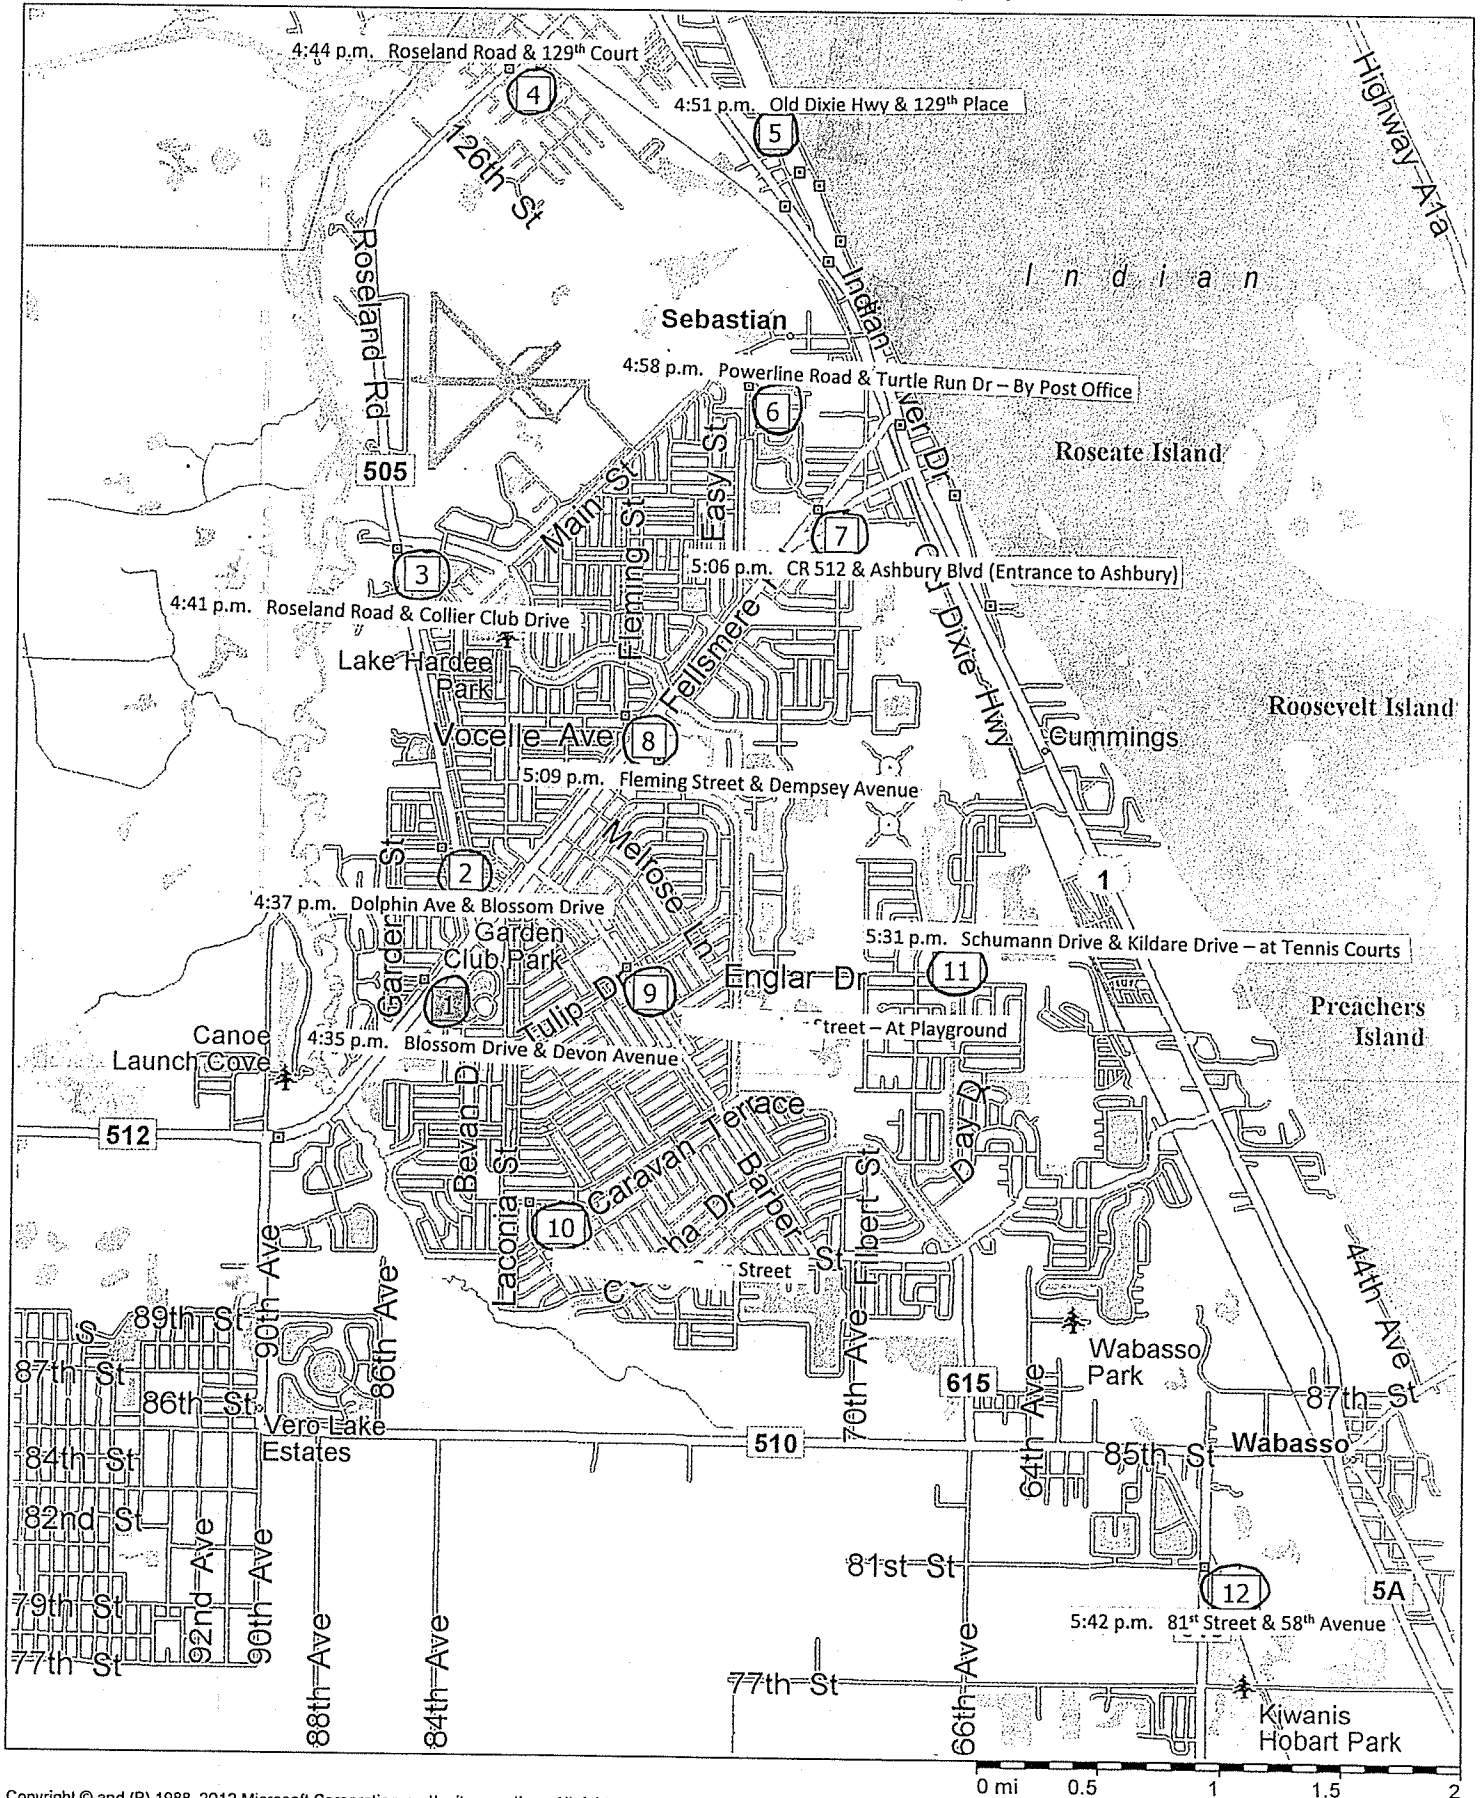 4:44 p.m. Roseland Road & 129th Court
4
4:51 p.m. Old Dixie Hwy & 129th Place
5
Highway A1a
126th St
Roseland Rd
I n d i a n
Indian
Sebastian
4:58 p.m. Powerline Road & Turtle Run Dr – By Post Office
6
Dr
Roseate Island
505
Easy St
Main St
Fleming St
7
5:06 p.m. CR 512 & Ashbury Blvd (Entrance to Ashbury)
3
4:41 p.m. Roseland Road & Collier Club Drive
Fellsmere
Dixie Hwy
Lake Hardee
Park
Roosevelt Island
Vocelle Ave
8
Cummings
5:09 p.m. Fleming Street & Dempsey Avenue
Melrose Ln
Garden St
2
1
4:37 p.m. Dolphin Ave & Blossom Drive
Garden
Club Park
5:31 p.m. Schumann Drive & Kildare Drive – at Tennis Courts
11
Englar Dr
9
Tulip Dr
1
Preachers
Island
Street – At Playground
Canoe
Launch Cove
4:35 p.m. Blossom Drive & Devon Avenue
512
Bevan D
Laconia St
Caravan Terrace
Barber
St
D ay Dr
Filbert St
10
ha Dr
Street
90th Ave
86th Ave
44th Ave
89th St
S
87th St
86th St
Vero Lake
Estates
Wabasso
Park
615
70th Ave
64th Ave
87th St
510
85th St
Wabasso
84th St
82nd St
92nd Ave
90th Ave
81st St
12
5A
5:42 p.m. 81st Street & 58th Avenue
79th St
77th St
88th Ave
84th Ave
66th Ave
77th St
Kiwanis
Hobart Park
0 mi 0.5 1 1.5 2